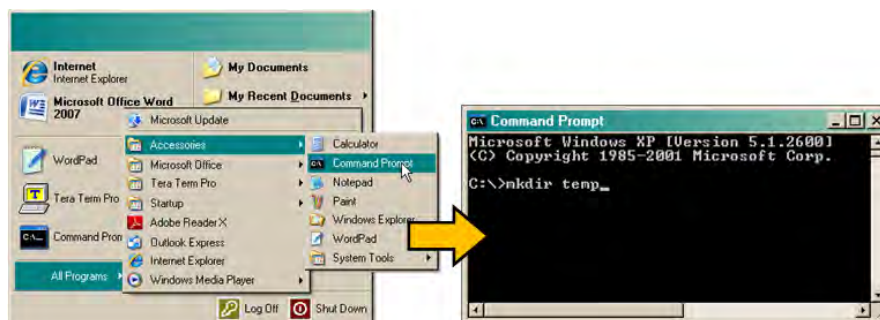 Internet
Internet Explorer
Microsoft Office Word
2007
WordPad
Tera Term Pro
Command Prom
All Programs
My Documents
My Recent Documents
Microsoft Update
Accessories
Microsoft Office
Tera Term Pro
Startup
Adobe Reader X
Outlook Express
Internet Explorer
Windows Media Player
Calculator
Command Prompt
Notepad
Paint
Windows Explorer
WordPad
System Tools
Log Off
Shut Down
Command Prompt
Microsoft Windows XP [Version 5.1.2600]
(C) Copyright 1985-2001 Microsoft Corp.
C:\>mkdir temp_